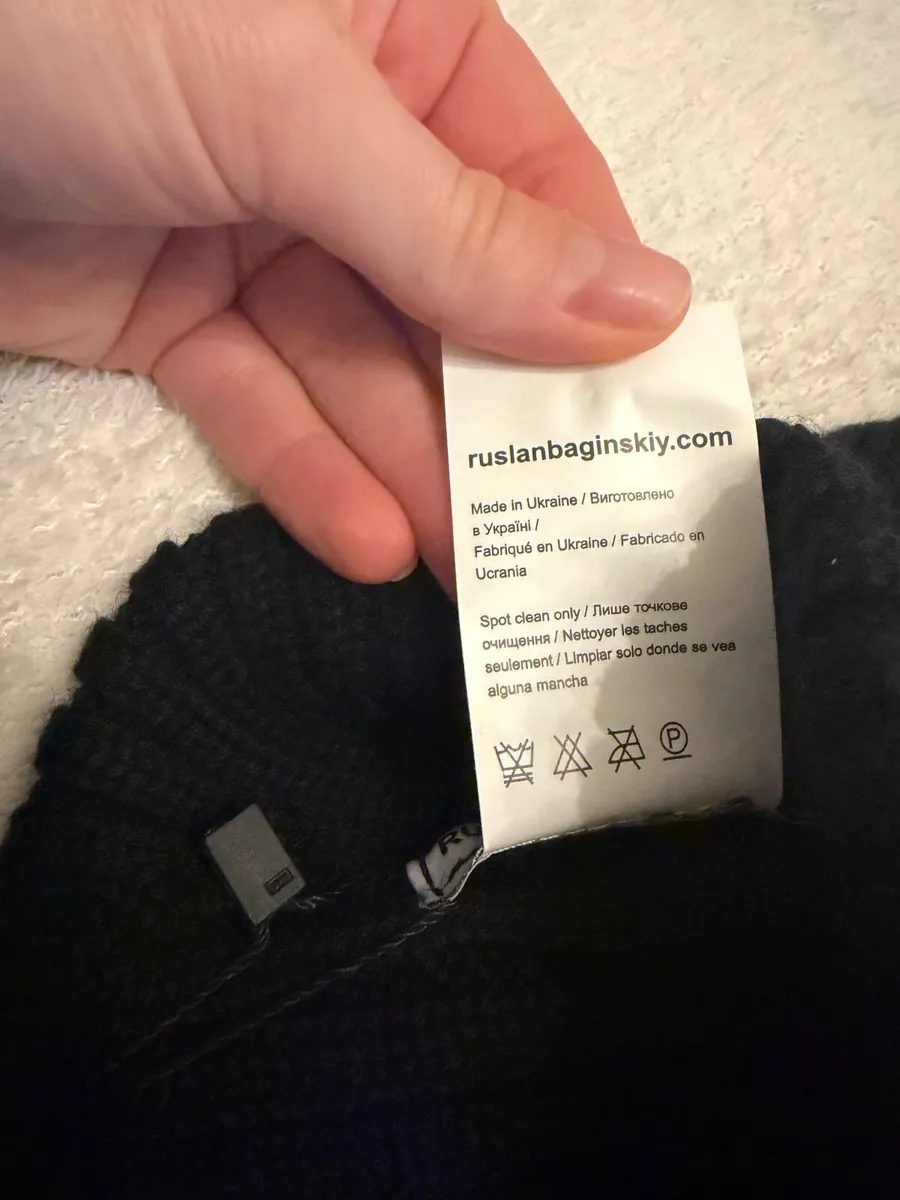 ruslanbaginskiy.com
Made in Ukraine / Виготовлено
в Україні /
Fabriqué en Ukraine / Fabricado en
Ucrania
Spot clean only / Лише точкове
очищення / Nettoyer les taches
seulement / Limpiar solo donde se vea
alguna mancha
P
RU